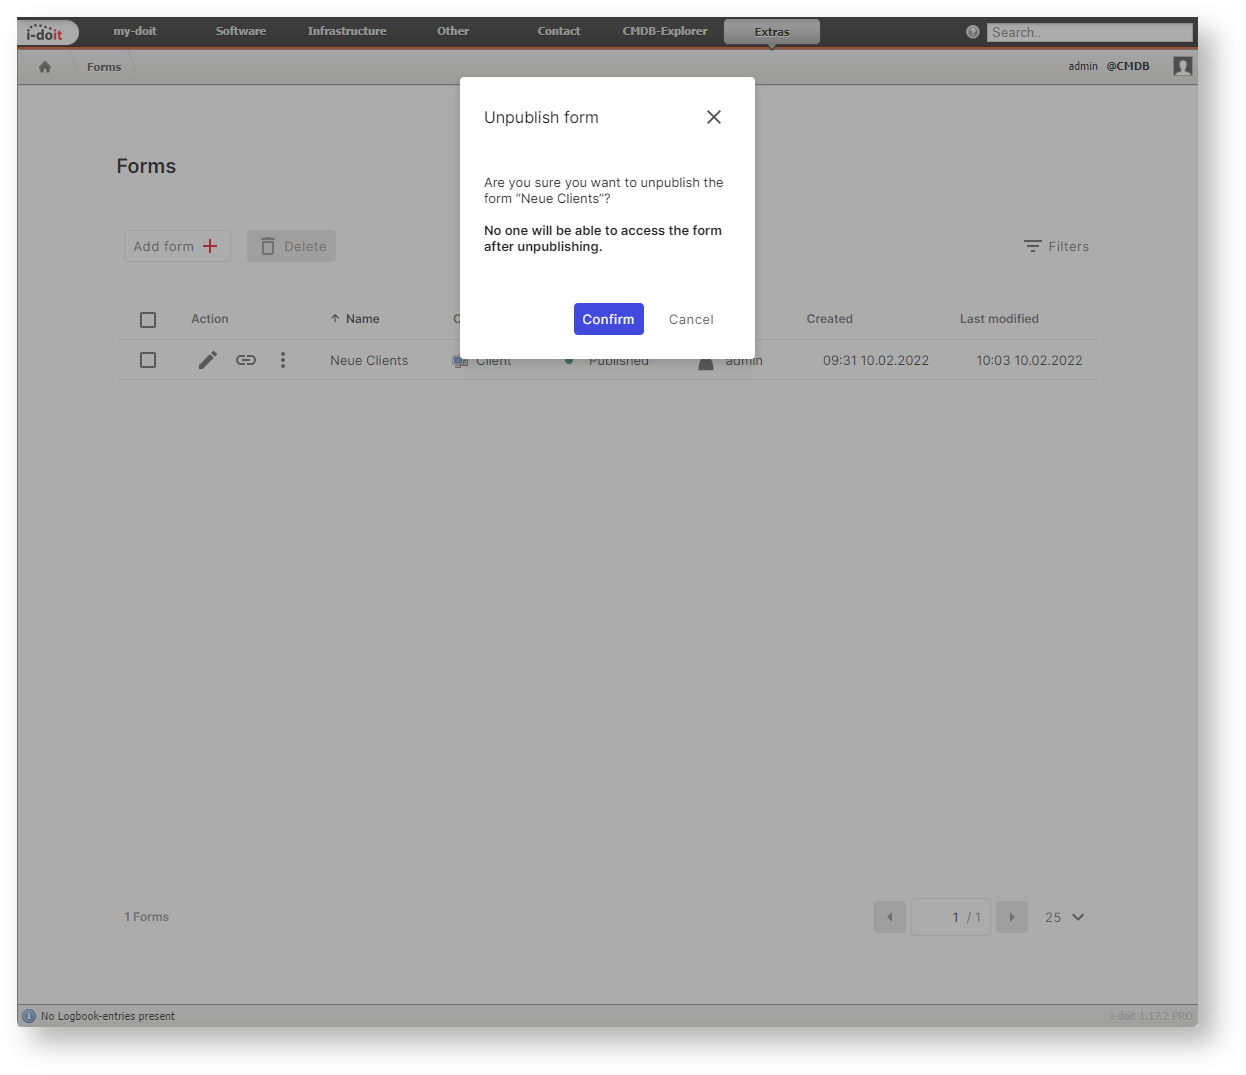 i-doit
my-doit Software Infrastructure Other Contact CMDB-Explorer Extras Search..
Forms admin @CMDB
Unpublish form
Forms
Are you sure you want to unpublish the
form “Neue Clients”?
No one will be able to access the form
after unpublishing.
Add form Delete Filters
Confirm Cancel
Action Name Created Last modified
Neue Clients Client Published admin 09:31 10.02.2022 10:03 10.02.2022
1 Forms 1 / 1 25
No Logbook-entries present i-doit 1.17.2 PRO